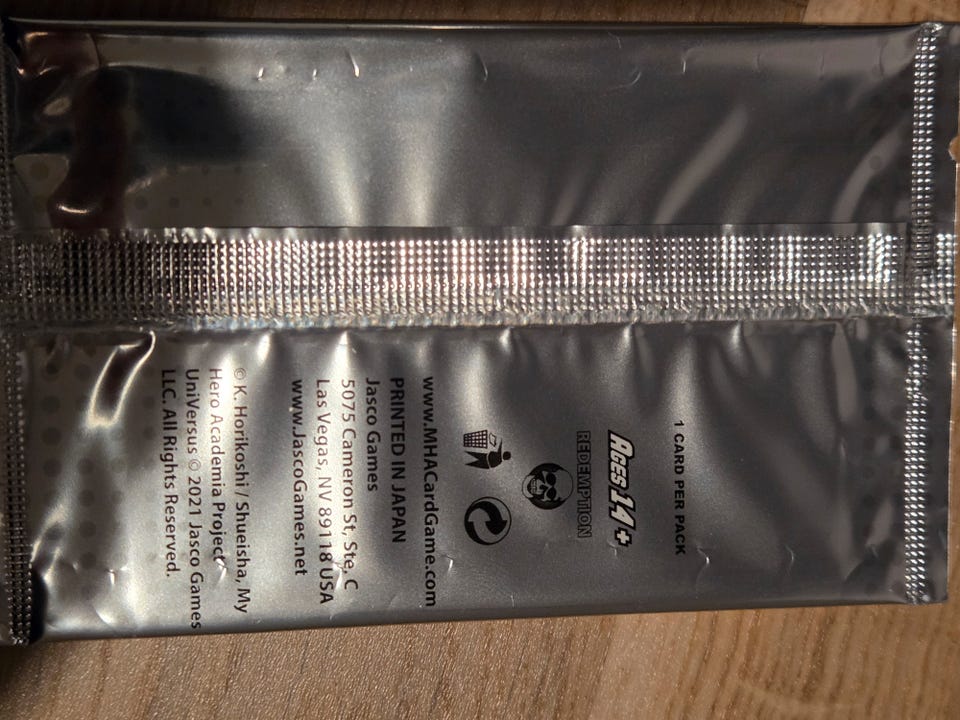 1 CARD PER PACK
AGES 14+
REDEMPTION
www.MHACardGame.com
PRINTED IN JAPAN
Jasco Games
5075 Cameron St, Ste, C
Las Vegas, NV 89118 USA
www.JascoGames.net
© K. Horikoshi / Shueisha, My
Hero Academia Project
UniVersus © 2021 Jasco Games
LLC. All Rights Reserved.